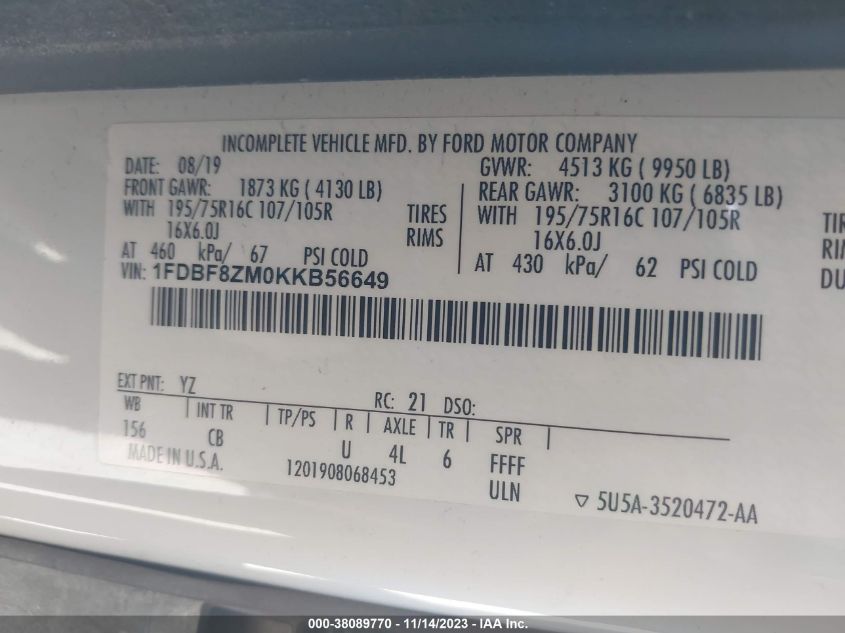 INCOMPLETE VEHICLE MFD. BY FORD MOTOR COMPANY
DATE: 08/19 GVWR: 4513 KG ( 9950 LB)
FRONT GAWR: 1873 KG ( 4130 LB) REAR GAWR: 3100 KG ( 6835 LB)
WITH 195/75R16C 107/105R TIRES WITH 195/75R16C 107/105R TIR
16X6.0J RIMS 16X6.0J RIM
AT 460 kPa/ 67 PSI COLD AT 430 kPa/ 62 PSI COLD DU
VIN: 1FDBF8ZM0KKB56649
EXT PNT: YZ RC: 21 DSO:
WB INT TR TP/PS R AXLE TR SPR
156 CB U 4L 6 FFFF
MADE IN U.S.A. 1201908068453 ULN
5U5A-3520472-AA
000-38089770 - 11/14/2023 - IAA Inc.